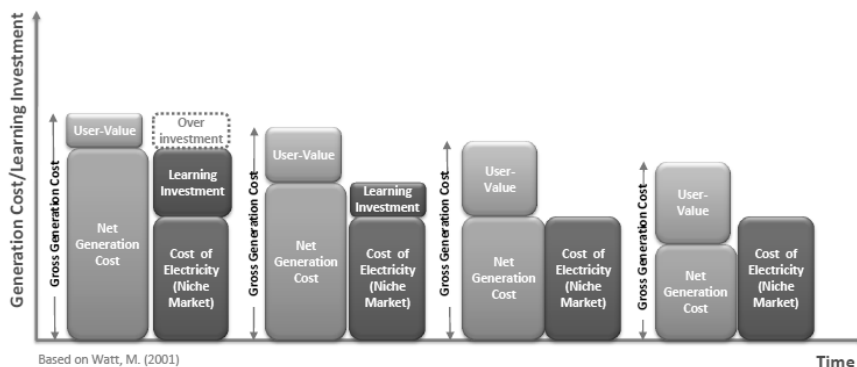 Generation Cost/Learning Investment
Gross Generation Cost
User-Value
Net
Generation
Cost
Over
investment
Learning
Investment
Cost of
Electricity
(Niche
Market)
Gross Generation Cost
User-Value
Net
Generation
Cost
Learning
Investment
Cost of
Electricity
(Niche
Market)
Gross Generation Cost
User-
Value
Net
Generation
Cost
Cost of
Electricity
(Niche
Market)
Gross Generation Cost
User-
Value
Net
Generation
Cost
Cost of
Electricity
(Niche
Market)
Based on Watt, M. (2001)
Time